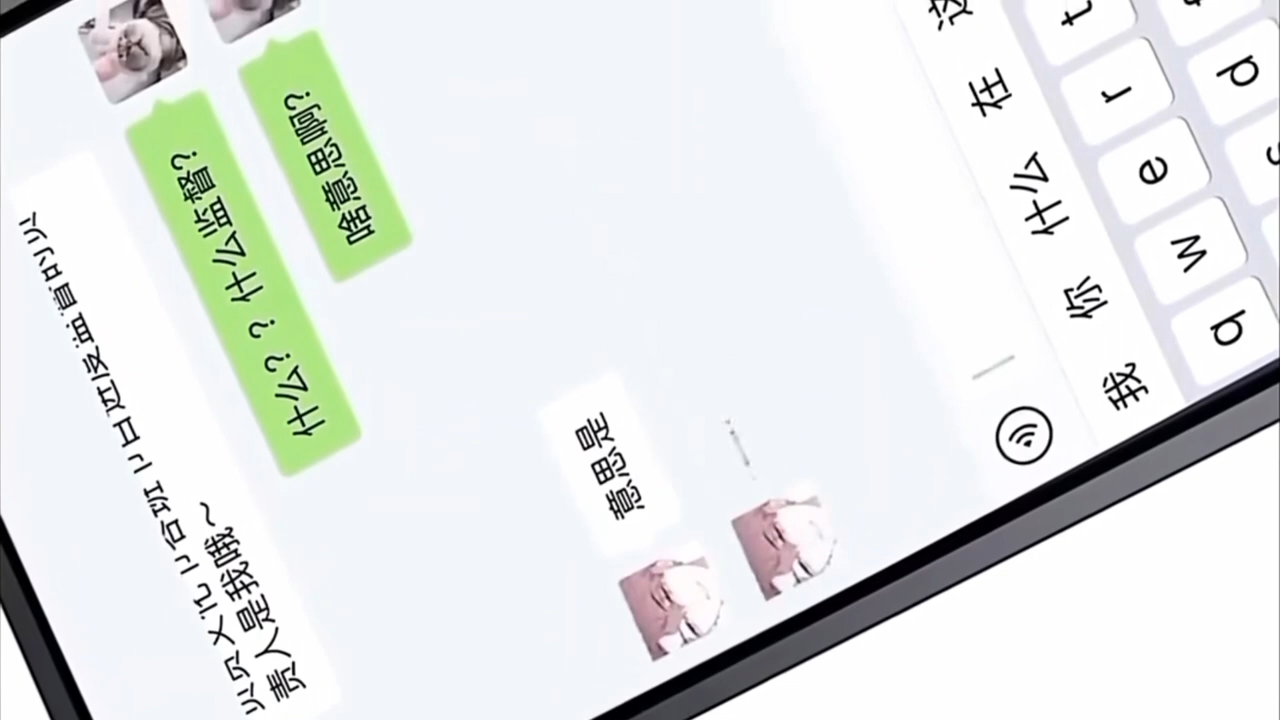 责人是我哦～
什么？？什么监督？
啥意思啊？
意思是
我 你 什么 在 这
q w e r t